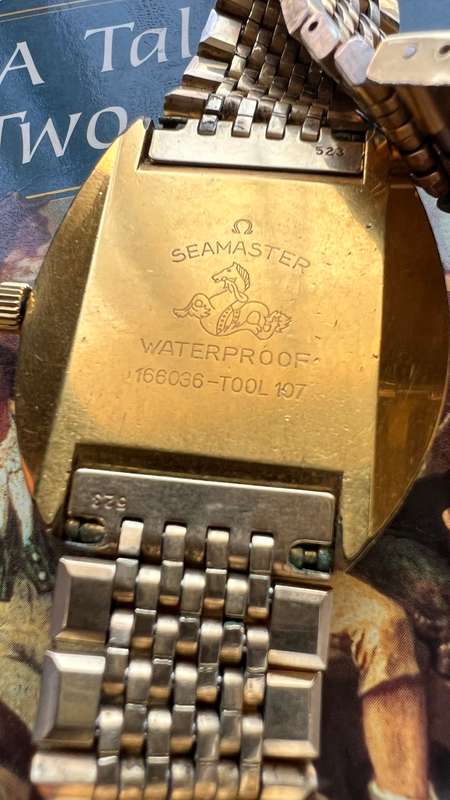 A Tal
Two
523
Ω
SEAMASTER
WATERPROOF
166036-TOOL 107
523